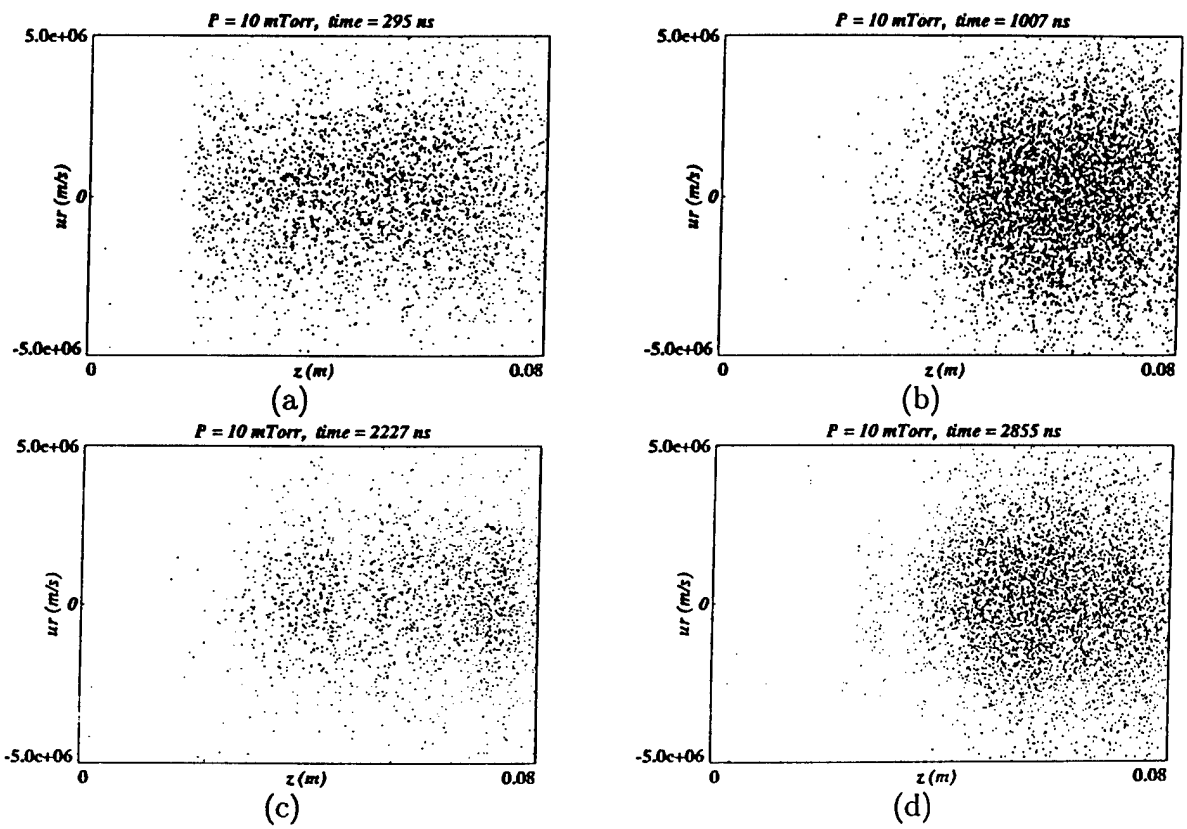 P = 10 mTorr, time = 295 ns
5.0e+06
ur (m/s)
0
-5.0e+06
0
z (m)
0.08
(a)
P = 10 mTorr, time = 1007 ns
5.0e+06
ur (m/s)
0
-5.0e+06
0
z (m)
0.08
(b)
P = 10 mTorr, time = 2227 ns
5.0e+06
ur (m/s)
0
-5.0e+06
0
z (m)
0.08
(c)
P = 10 mTorr, time = 2855 ns
5.0e+06
ur (m/s)
0
-5.0e+06
0
z (m)
0.08
(d)